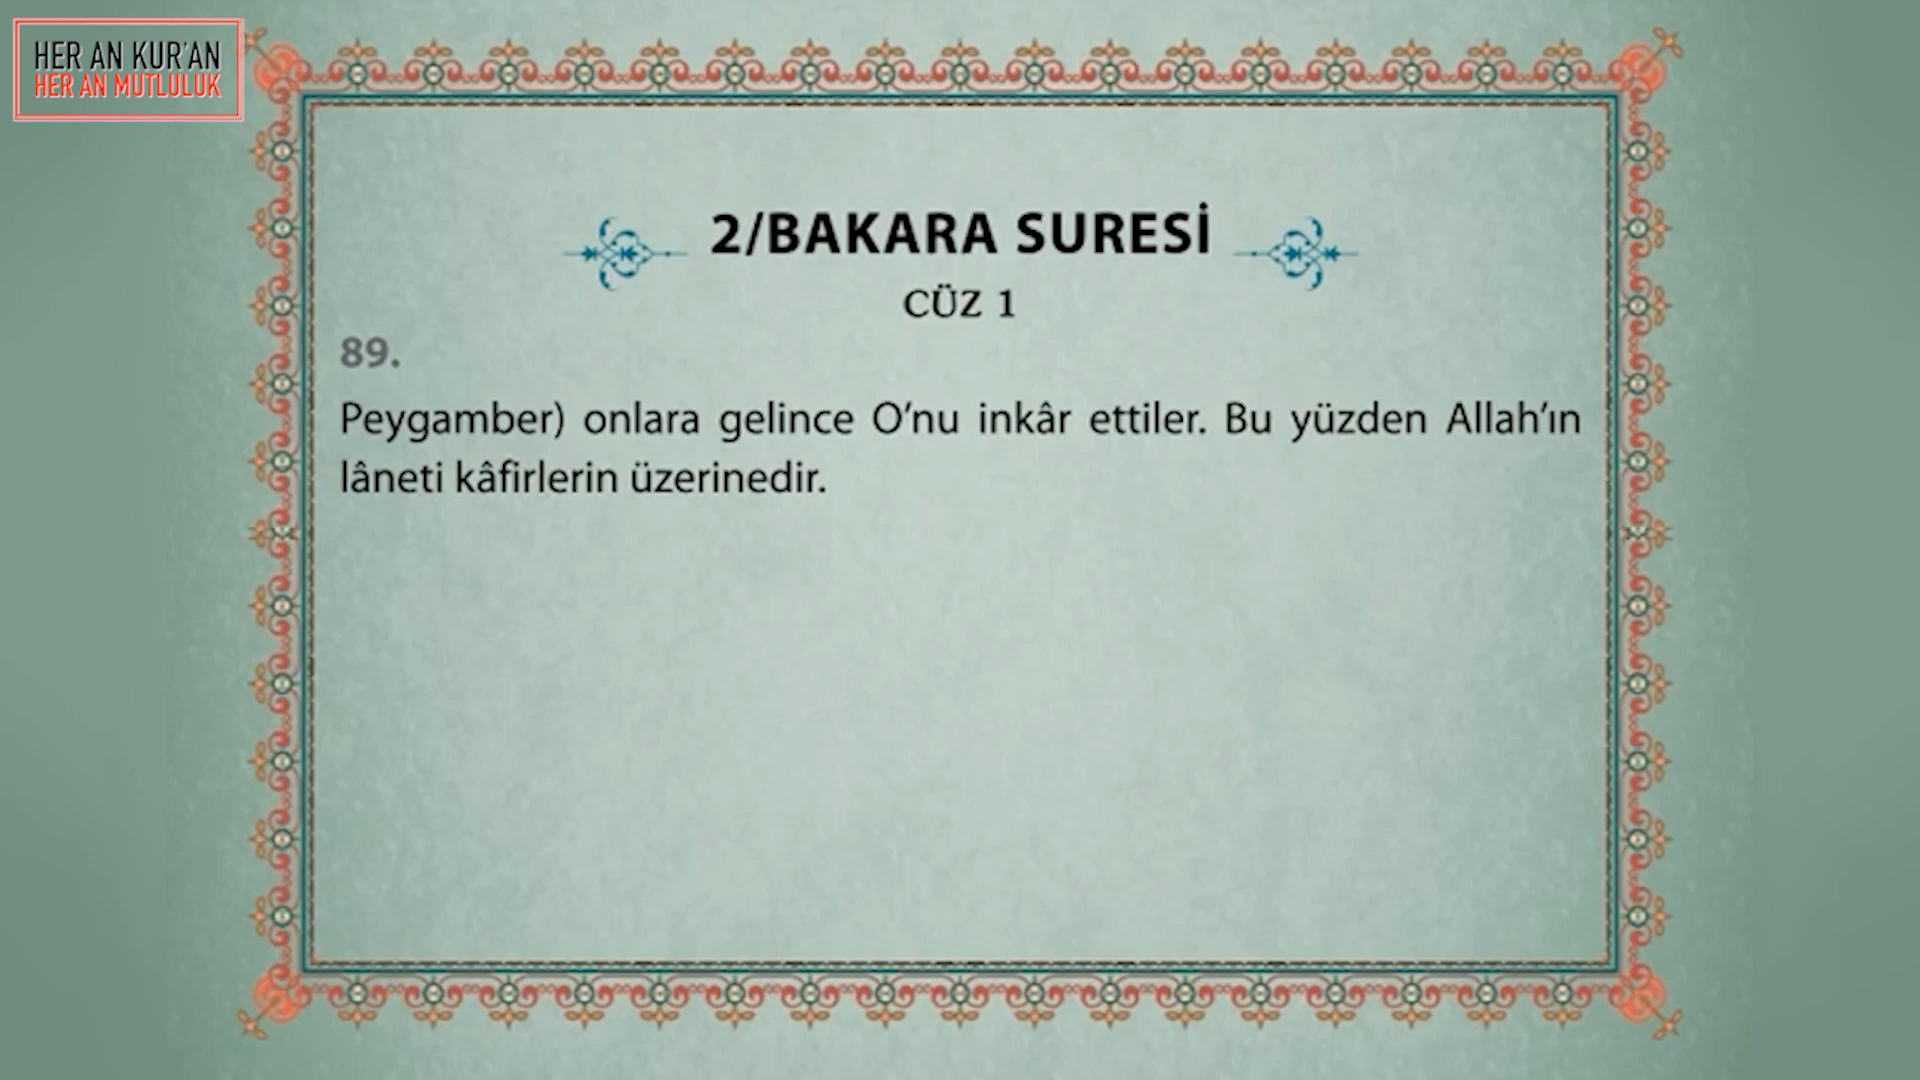 HER AN KUR'AN
HER AN MUTLULUK
2/BAKARA SURESİ
CÜZ 1
89.
Peygamber) onlara gelince O’nu inkâr ettiler. Bu yüzden Allah’ın
lâneti kâfirlerin üzerinedir.